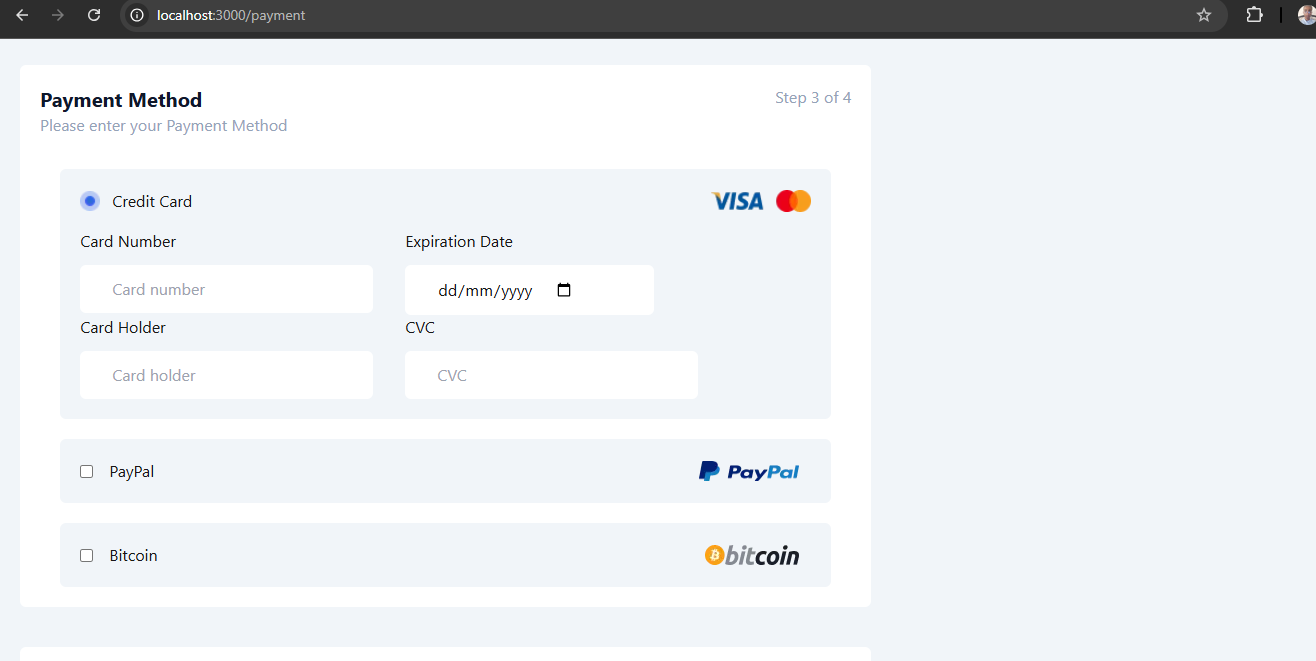 localhost:3000/payment
Payment Method
Step 3 of 4
Please enter your Payment Method
Credit Card
VISA
Card Number
Expiration Date
Card number
dd/mm/yyyy
Card Holder
CVC
Card holder
CVC
PayPal
PayPal
Bitcoin
bitcoin